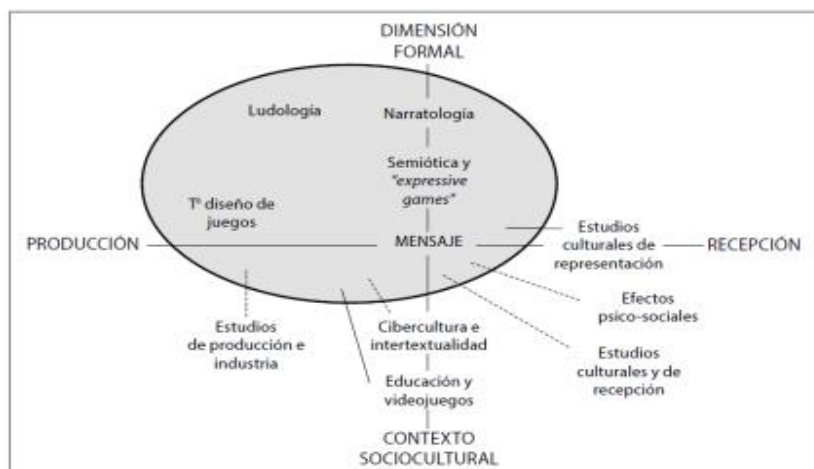 DIMENSIÓN
FORMAL
Ludología
Narratología
Semiótica y
"expressive
games"
Tª diseño de
juegos
PRODUCCIÓN
MENSAJE
Estudios
culturales de
representación
RECEPCIÓN
Efectos
psico-sociales
Estudios
de producción e
industria
Cibercultura e
intertextualidad
Estudios
culturales y de
recepción
Educación y
videojuegos
CONTEXTO
SOCIOCULTURAL